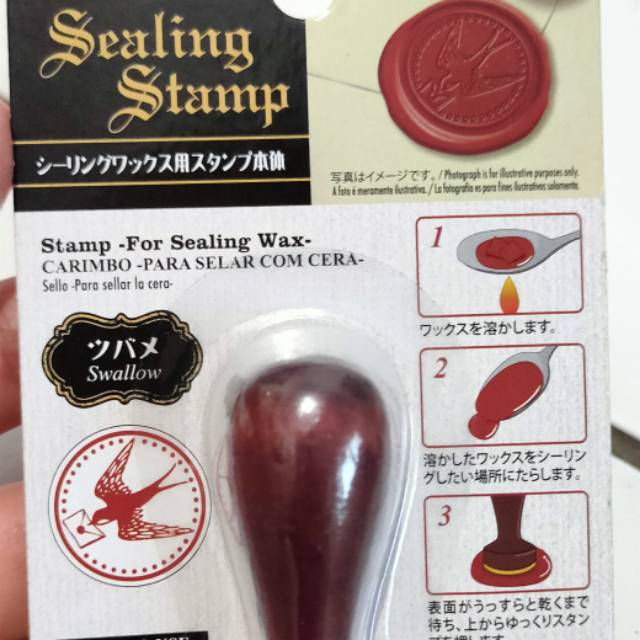 Sealing
Stamp
シーリングワックス用スタンプ本体
写真はイメージです。/ Photograph is for illustrative purposes only.
A foto é meramente ilustrativa. / La fotografía es para fines ilustrativos solamente.
Stamp -For Sealing Wax-
CARIMBO -PARA SELAR COM CERA-
Sello -Para sellar la cera-
ツバメ
Swallow
1
ワックスを溶かします。
2
溶かしたワックスをシーリン
グしたい場所にたらします。
3
表面がうっすらと乾くまで
待ち、上からゆっくりスタン
プを押します。